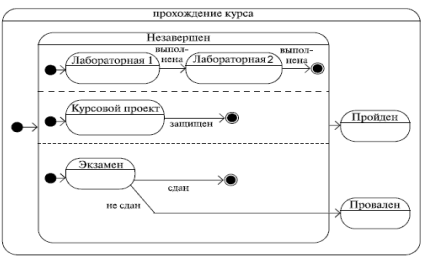 прохождение курса
Незавершен
Лабораторная 1
выпол-
нена
Лабораторная 2
выпол-
нена
Курсовой проект
защищен
Пройден
Экзамен
сдан
не сдан
Провален